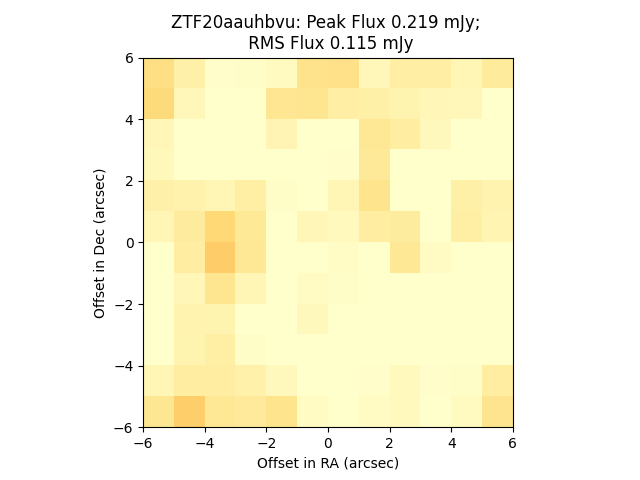 ZTF20aauhbvu: Peak Flux 0.219 mJy;
RMS Flux 0.115 mJy
6
4
2
0
−2
−4
−6
Offset in Dec (arcsec)
−6 −4 −2 0 2 4 6
Offset in RA (arcsec)